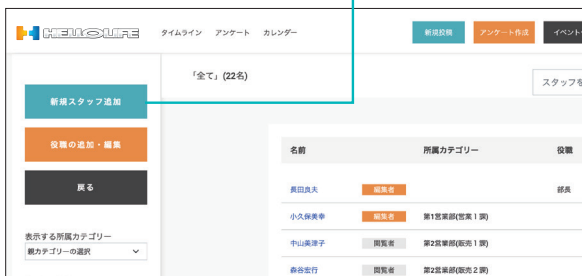 HELLO LIFE タイムライン アンケート カレンダー 新規投稿 アンケート作成 イベント
「全て」(22名) スタッフを
新規スタッフ追加
役職の追加・編集
戻る
表示する所属カテゴリー
親カテゴリーの選択
名前 所属カテゴリー 役職
長田良夫 編集者 部長
小久保美幸 編集者 第1営業部(営業1課)
中山美津子 閲覧者 第2営業部(販売1課)
森谷宏行 閲覧者 第2営業部(販売2課)